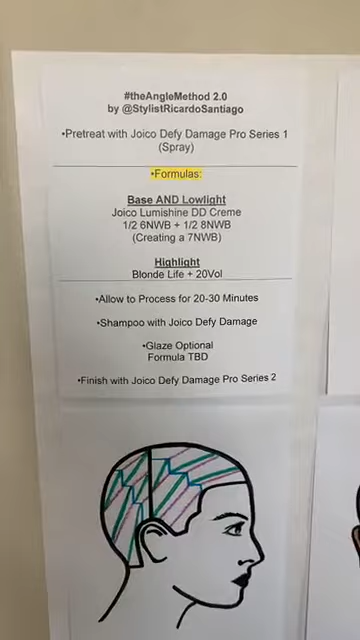 #theAngleMethod 2.0
by @StylistRicardoSantiago
•Pretreat with Joico Defy Damage Pro Series 1
(Spray)
•Formulas:
Base AND Lowlight
Joico Lumishine DD Creme
1/2 6NWB + 1/2 8NWB
(Creating a 7NWB)
Highlight
Blonde Life + 20Vol
•Allow to Process for 20-30 Minutes
•Shampoo with Joico Defy Damage
•Glaze Optional
Formula TBD
•Finish with Joico Defy Damage Pro Series 2